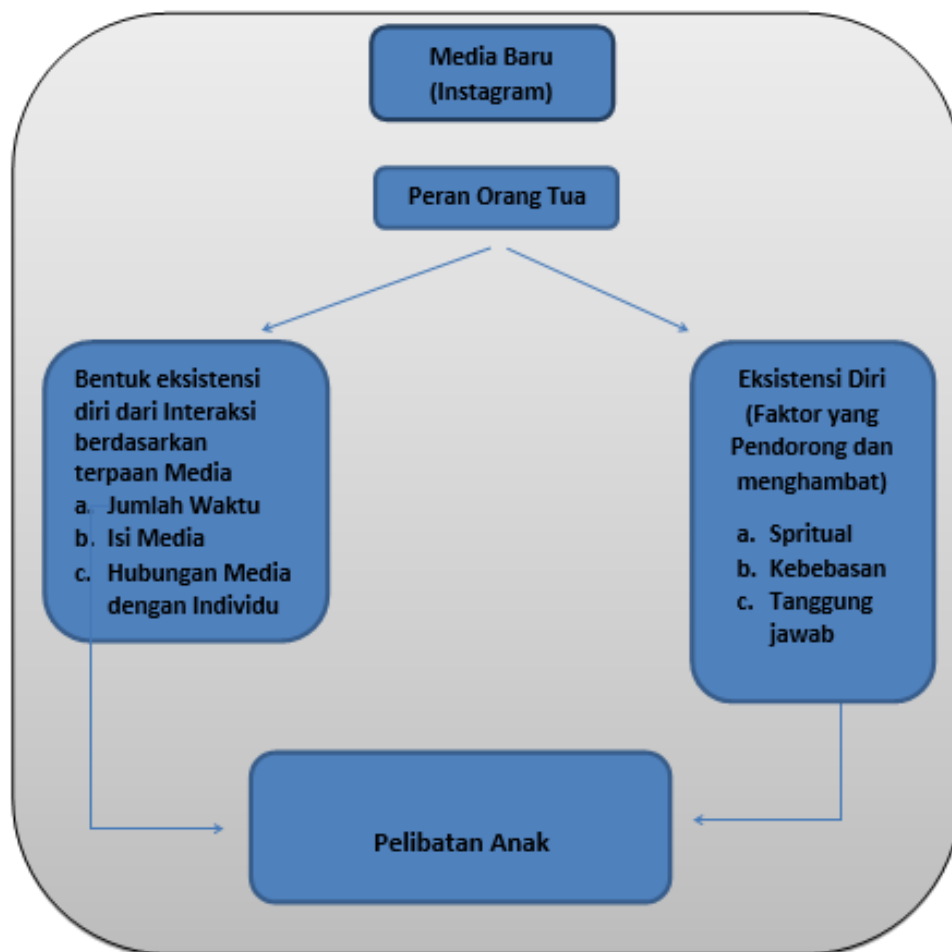 Media Baru
(Instagram)
Peran Orang Tua
Bentuk eksistensi
diri dari Interaksi
berdasarkan
terpaan Media
a. Jumlah Waktu
b. Isi Media
c. Hubungan Media
dengan Individu
Eksistensi Diri
(Faktor yang
Pendorong dan
menghambat)
a. Spritual
b. Kebebasan
c. Tanggung
jawab
Pelibatan Anak